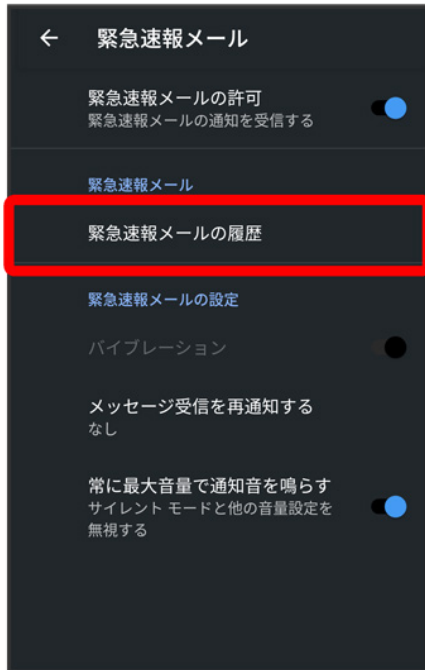 緊急速報メール
緊急速報メールの許可
緊急速報メールの通知を受信する
緊急速報メール
緊急速報メールの履歴
緊急速報メールの設定
バイブレーション
メッセージ受信を再通知する
なし
常に最大音量で通知音を鳴らす
サイレント モードと他の音量設定を
無視する